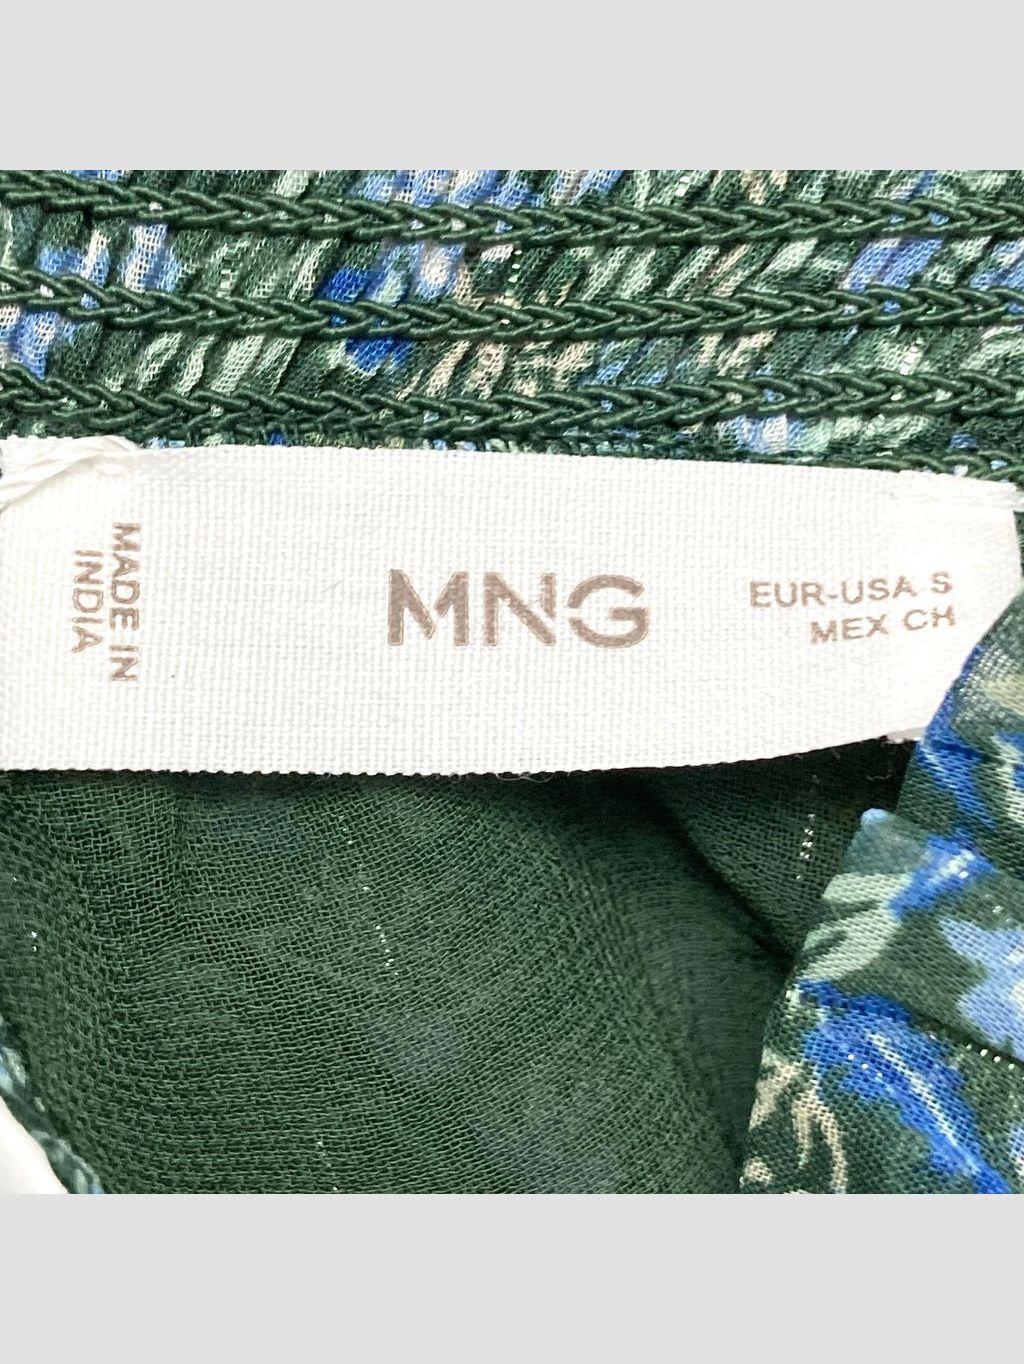 MADE IN
INDIA
MNG
EUR-USA S
MEX CH